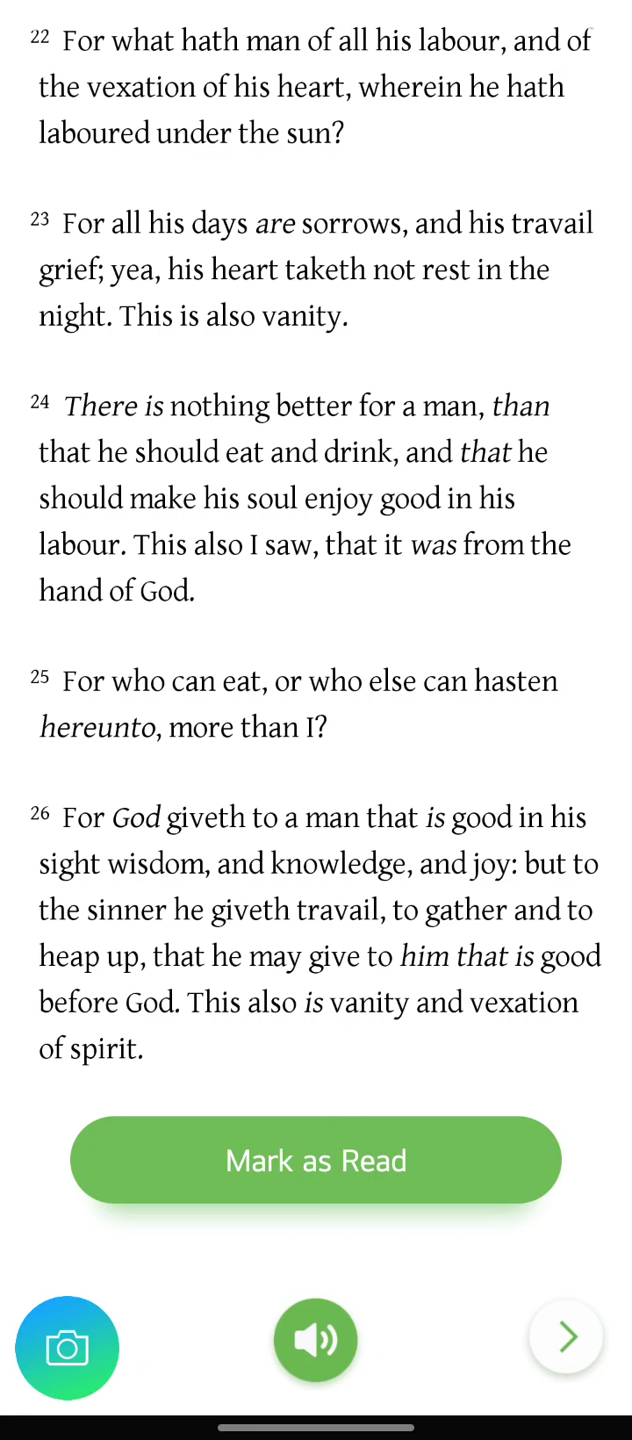 22 For what hath man of all his labour, and of
the vexation of his heart, wherein he hath
laboured under the sun?
23 For all his days are sorrows, and his travail
grief; yea, his heart taketh not rest in the
night. This is also vanity.
24 There is nothing better for a man, than
that he should eat and drink, and that he
should make his soul enjoy good in his
labour. This also I saw, that it was from the
hand of God.
25 For who can eat, or who else can hasten
hereunto, more than I?
26 For God giveth to a man that is good in his
sight wisdom, and knowledge, and joy: but to
the sinner he giveth travail, to gather and to
heap up, that he may give to him that is good
before God. This also is vanity and vexation
of spirit.
Mark as Read